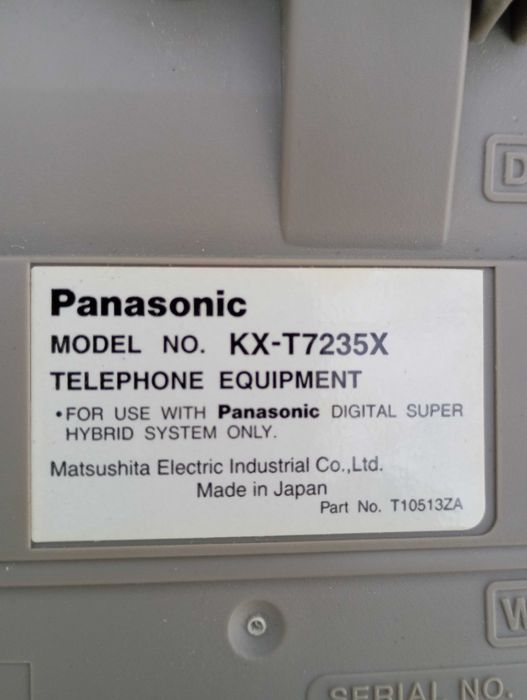 D
Panasonic
MODEL NO. KX-T7235X
TELEPHONE EQUIPMENT
•FOR USE WITH Panasonic DIGITAL SUPER
HYBRID SYSTEM ONLY.
Matsushita Electric Industrial Co.,Ltd.
Made in Japan
Part No. T10513ZA
W
SERIAL NO.